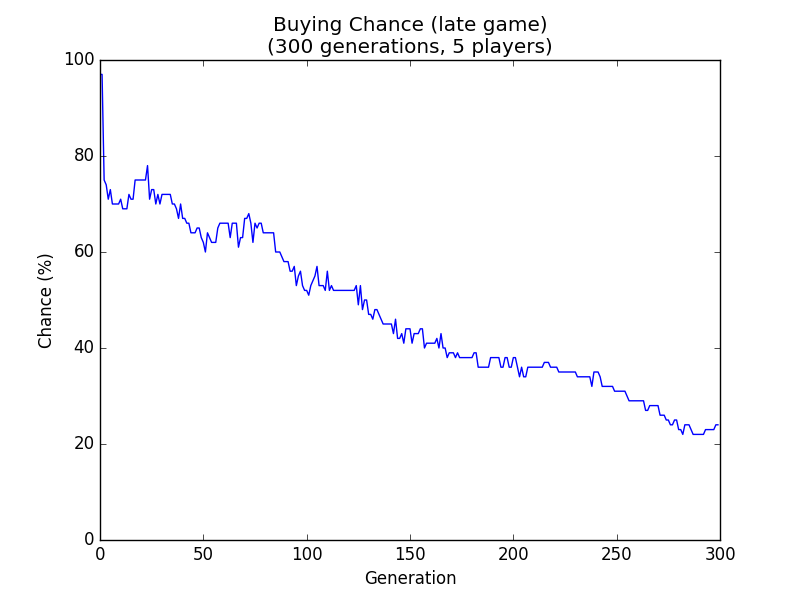 Buying Chance (late game)
(300 generations, 5 players)
100
80
60
40
20
0
Chance (%)
0 50 100 150 200 250 300
Generation